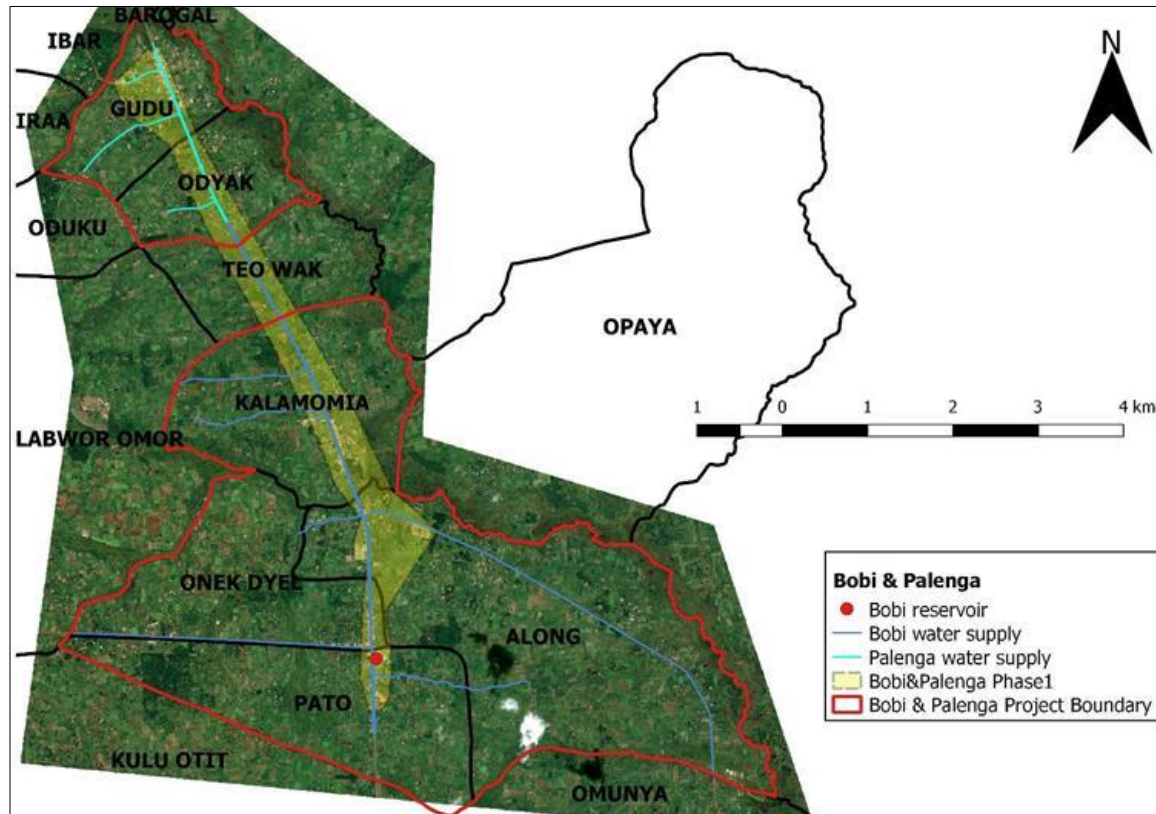 BAROGAL
IBAR
N
GUDU
IRAA
ODYAK
ODUKU
TEO WAK
OPAYA
KALAMOMIA
1 0 1 2 3 4 km
LABWOR OMOR
ONEK DYEL
ALONG
PATO
KULU OTIT
OMUNYA
Bobi & Palenga
Bobi reservoir
Bobi water supply
Palenga water supply
Bobi&Palenga Phase1
Bobi & Palenga Project Boundary